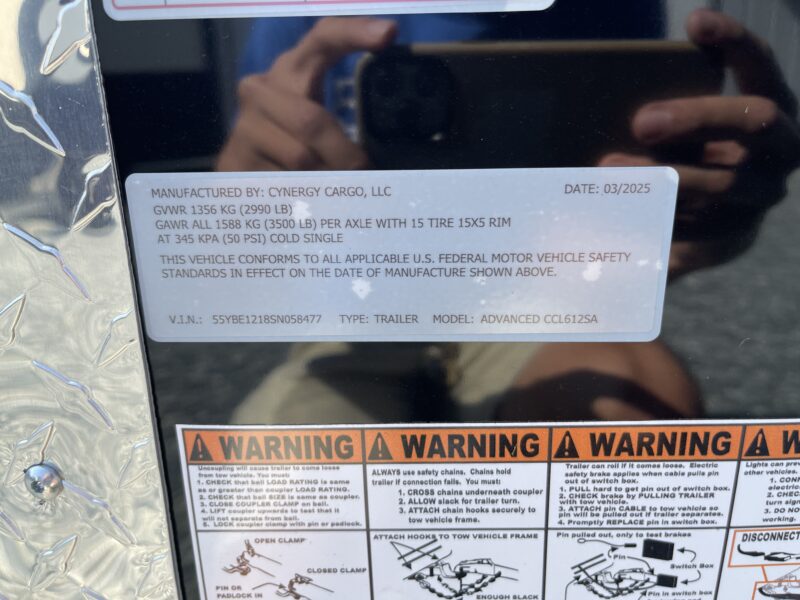 MANUFACTURED BY: CYNERGY CARGO, LLC DATE: 03/2025
GVWR 1356 KG (2990 LB)
GAWR ALL 1588 KG (3500 LB) PER AXLE WITH 15 TIRE 15X5 RIM
AT 345 KPA (50 PSI) COLD SINGLE
THIS VEHICLE CONFORMS TO ALL APPLICABLE U.S. FEDERAL MOTOR VEHICLE SAFETY
STANDARDS IN EFFECT ON THE DATE OF MANUFACTURE SHOWN ABOVE.
V.I.N.: 55YBE1218SN058477 TYPE: TRAILER MODEL: ADVANCED CCL612SA
WARNING
Uncoupling will cause trailer to come loose
from tow vehicle. You must:
1. CHECK that ball LOAD RATING is same
as or greater than coupler LOAD RATING.
2. CHECK that ball SIZE is same as coupler.
3. CLOSE COUPLER CLAMP on ball.
4. LIFT coupler upwards to test that it
will not separate from ball.
5. LOCK coupler clamp with pin or padlock.
OPEN CLAMP
CLOSED CLAMP
PIN OR
PADLOCK IN
WARNING
ALWAYS use safety chains. Chains hold
trailer if connection fails. You must:
1. CROSS chains underneath coupler
2. ALLOW slack for trailer turn.
3. ATTACH chain hooks securely to
tow vehicle frame.
ATTACH HOOKS TO TOW VEHICLE FRAME
ENOUGH SLACK
WARNING
Trailer can roll if it comes loose. Electric
safety brake applies when cable pulls pin
out of switch box.
1. PULL hard to get pin out of switch box.
2. CHECK brake by PULLING TRAILER
with tow vehicle.
3. ATTACH pin CABLE to tow vehicle so
pin will be pulled out if trailer separates.
4. Promptly REPLACE pin in switch box.
Pin pulled out, only to test brakes
Pin
Switch Box
Pin in switch box
W
Lights can
other vehicles.
1.
2.
turn
3. DO
working.
DISCONNECT